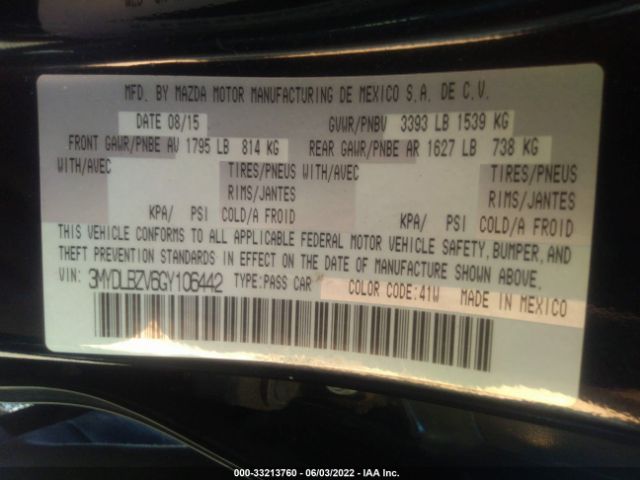 MFD. BY MAZDA MOTOR MANUFACTURING DE MEXICO S.A. DE C.V.
DATE 08/15 GVWR/PNBV 3393 LB 1539 KG
FRONT GAWR/PNBE AV 1795 LB 814 KG REAR GAWR/PNBE AR 1627 LB 738 KG
WITH/AVEC TIRES/PNEUS WITH/AVEC TIRES/PNEUS
RIMS/JANTES RIMS/JANTES
KPA/ PSI COLD/A FROID KPA/ PSI COLD/A FROID
THIS VEHICLE CONFORMS TO ALL APPLICABLE FEDERAL MOTOR VEHICLE SAFETY, BUMPER, AND
THEFT PREVENTION STANDARDS IN EFFECT ON THE DATE OF MANUFACTURE SHOWN ABOVE.
VIN: 3MYDLBZV6GY106442 TYPE:PASS CAR COLOR CODE:41W MADE IN MEXICO
000-33213760 - 06/03/2022 - IAA Inc.